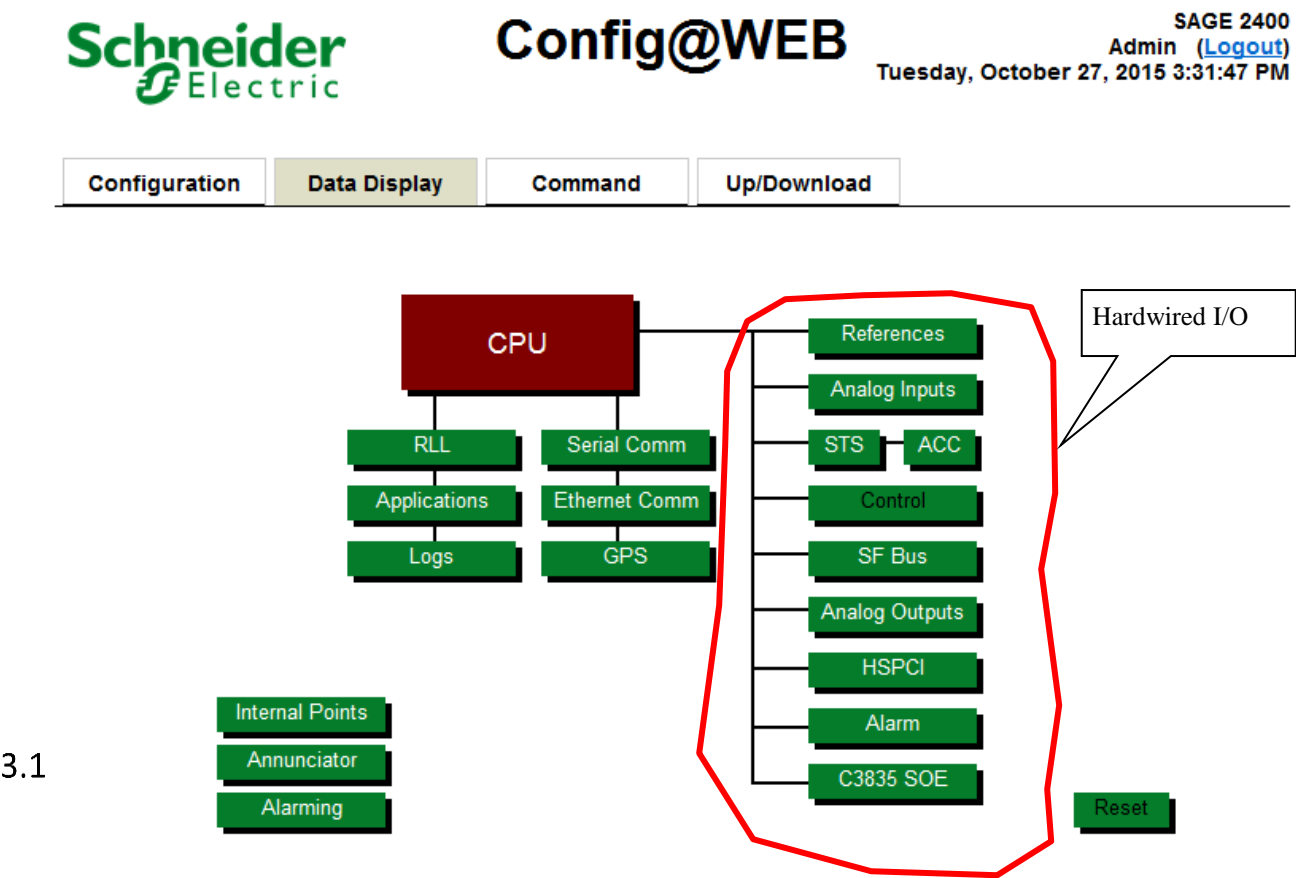 Schneider
Electric
Config@WEB
SAGE 2400
Admin (Logout)
Tuesday, October 27, 2015 3:31:47 PM
Configuration
Data Display
Command
Up/Download
Hardwired I/O
CPU
References
Analog Inputs
RLL
Serial Comm
STS
ACC
Applications
Ethernet Comm
Control
Logs
GPS
SF Bus
Analog Outputs
HSPCI
Internal Points
Alarm
3.1
Annunciator
C3835 SOE
Alarming
Reset